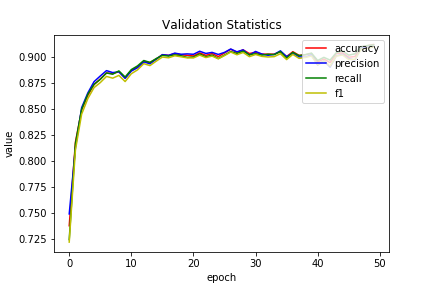 Validation Statistics
value
0.900
0.875
0.850
0.825
0.800
0.775
0.750
0.725
accuracy
precision
recall
f1
0
10
20
30
40
50
epoch